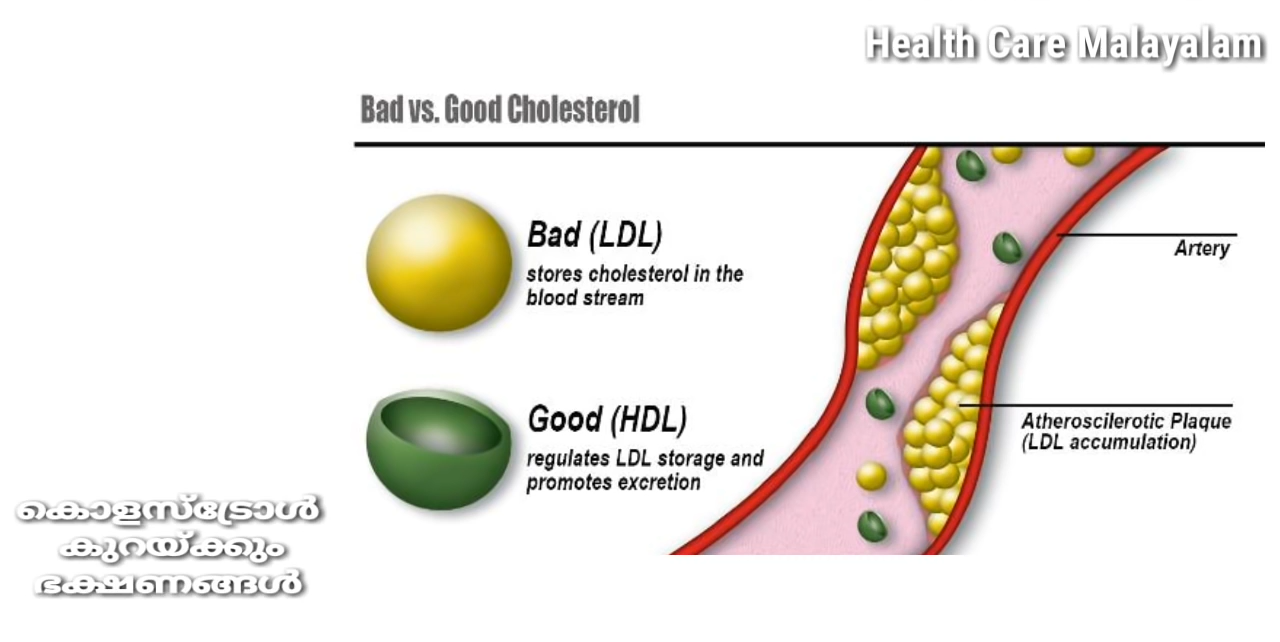 Health Care Malayalam
Bad vs. Good Cholesterol
Bad (LDL)
stores cholesterol in the
blood stream
Good (HDL)
regulates LDL storage and
promotes excretion
Artery
Atheroscilerotic Plaque
(LDL accumulation)
കൊളസ്ട്രോൾ
കുറയ്ക്കും
ഭക്ഷണങ്ങൾ